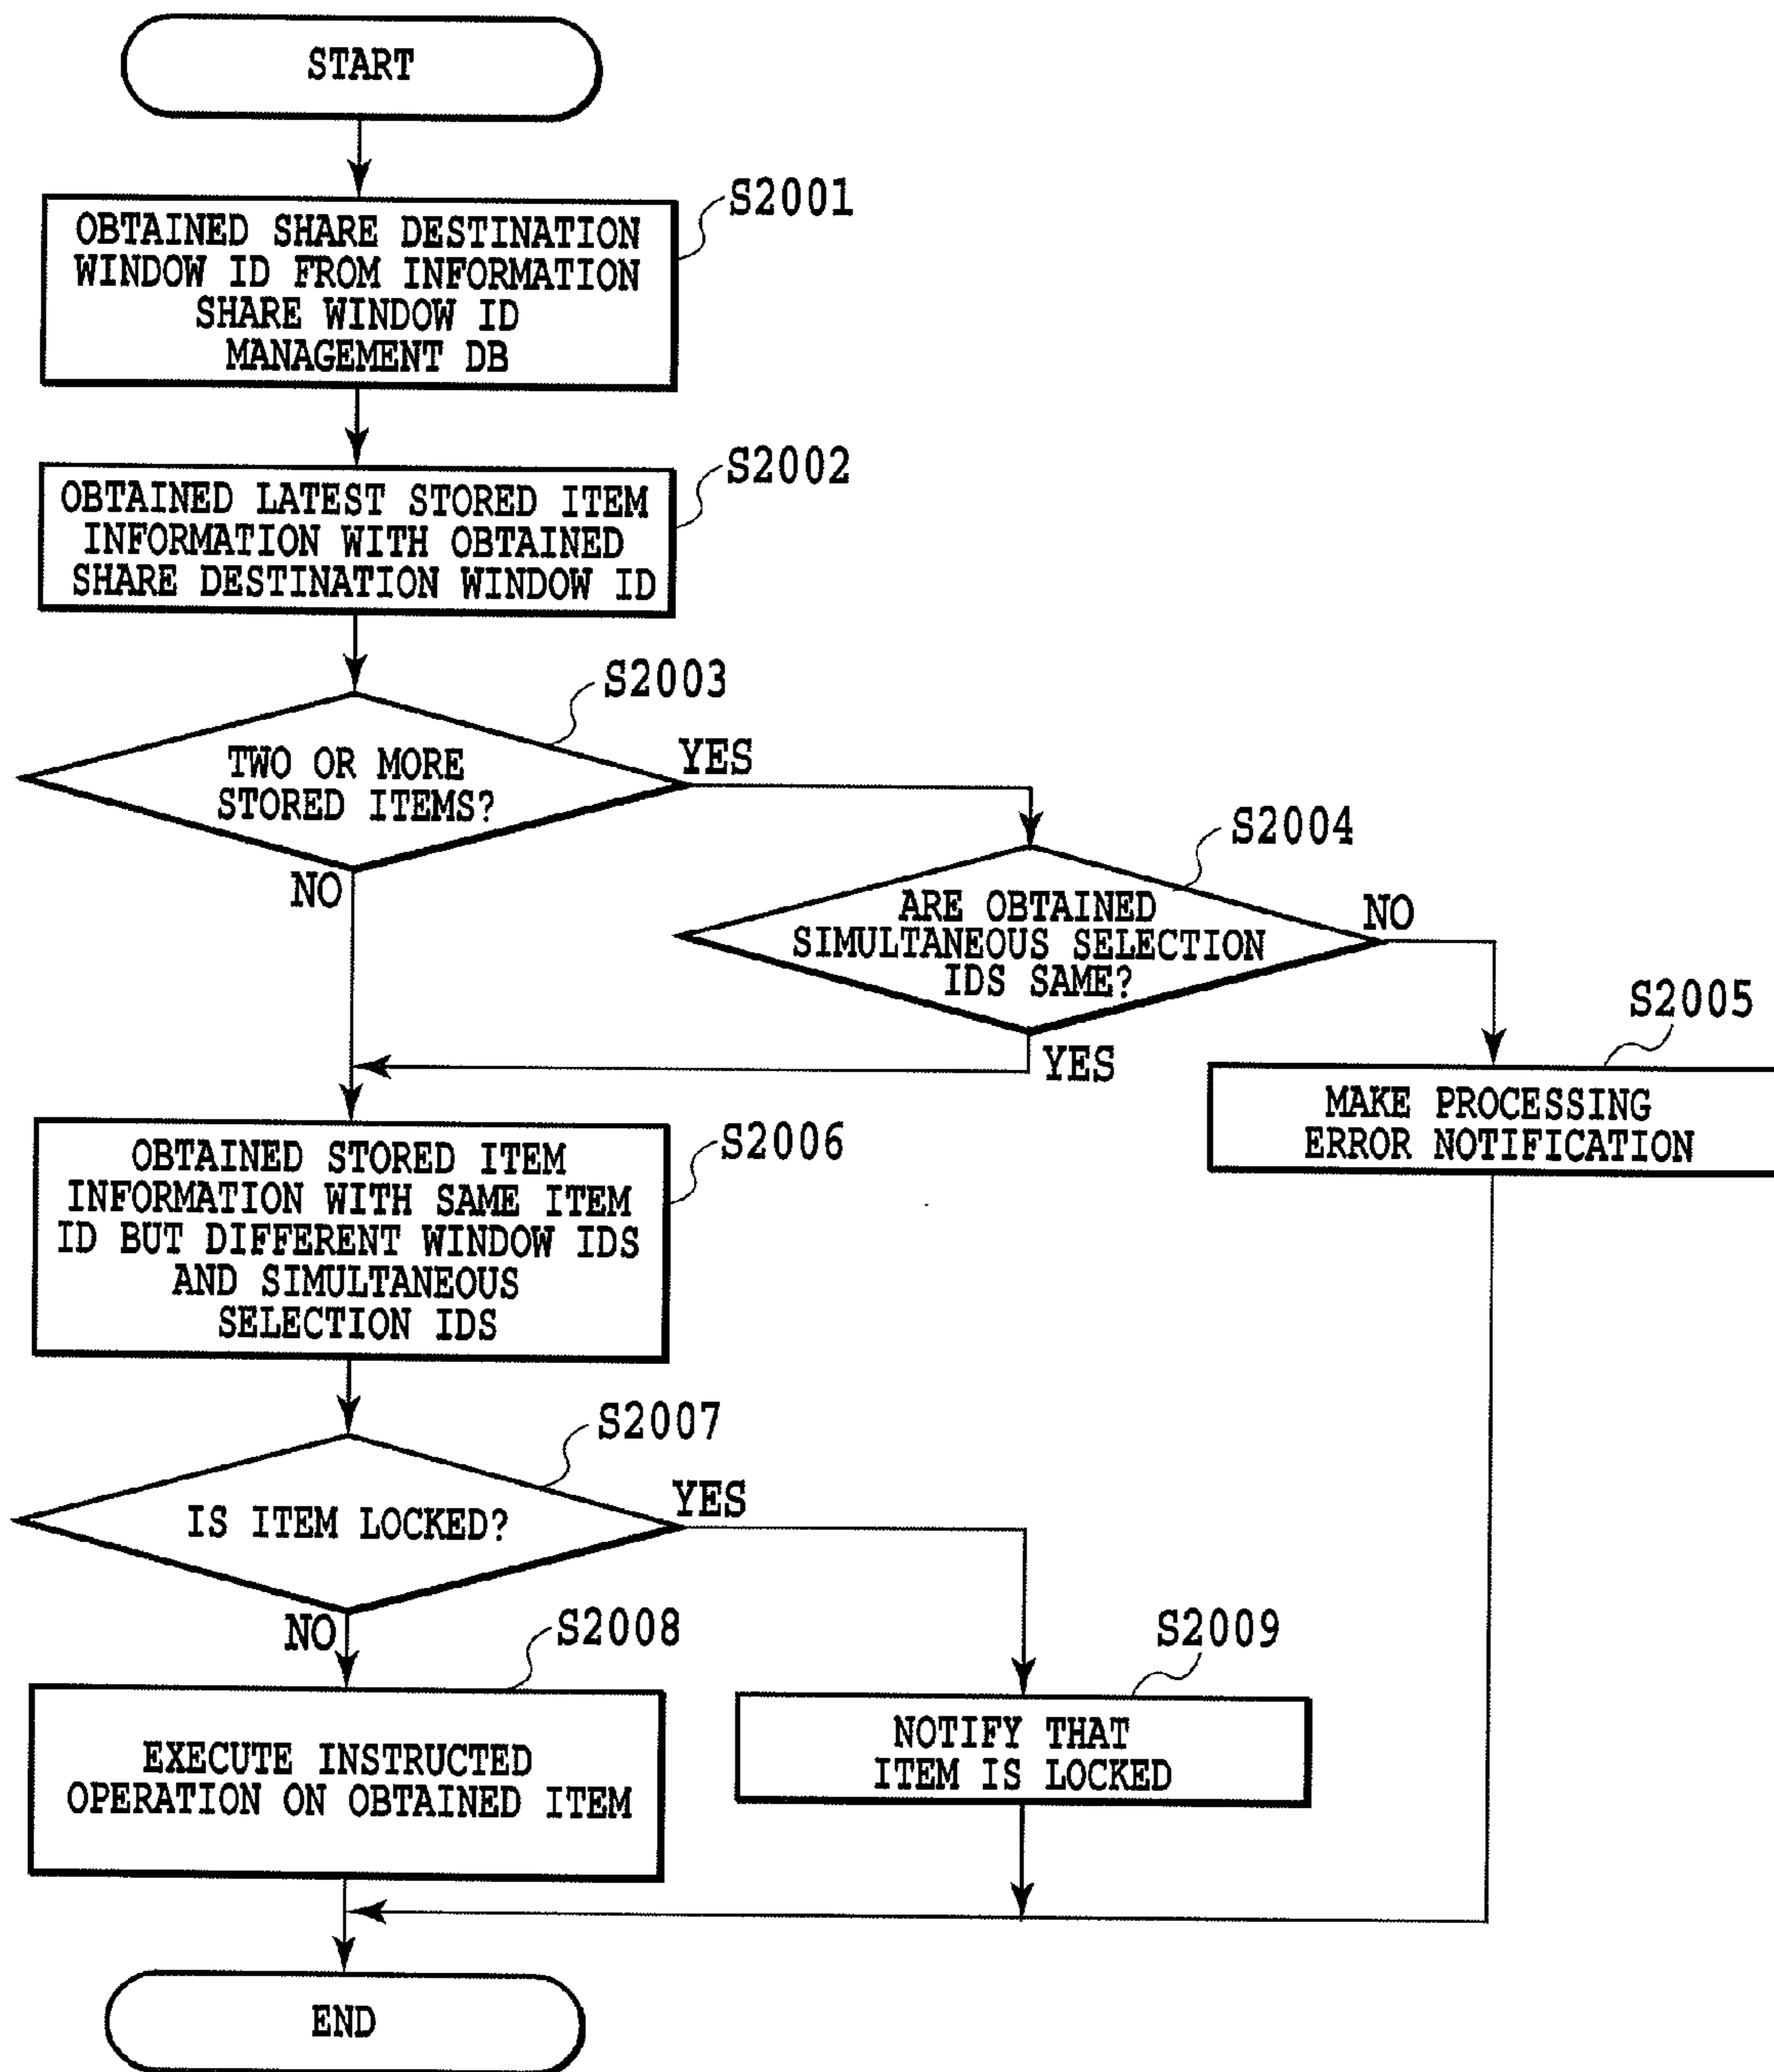 START
S2001
OBTAINED SHARE DESTINATION
WINDOW ID FROM INFORMATION
SHARE WINDOW ID
MANAGEMENT DB
S2002
OBTAINED LATEST STORED ITEM
INFORMATION WITH OBTAINED
SHARE DESTINATION WINDOW ID
S2003
TWO OR MORE
STORED ITEMS?
YES
NO
S2004
ARE OBTAINED
SIMULTANEOUS SELECTION
IDS SAME?
NO
YES
S2005
MAKE PROCESSING
ERROR NOTIFICATION
S2006
OBTAINED STORED ITEM
INFORMATION WITH SAME ITEM
ID BUT DIFFERENT WINDOW IDS
AND SIMULTANEOUS
SELECTION IDS
S2007
IS ITEM LOCKED?
YES
NO
S2008
EXECUTE INSTRUCTED
OPERATION ON OBTAINED ITEM
S2009
NOTIFY THAT
ITEM IS LOCKED
END